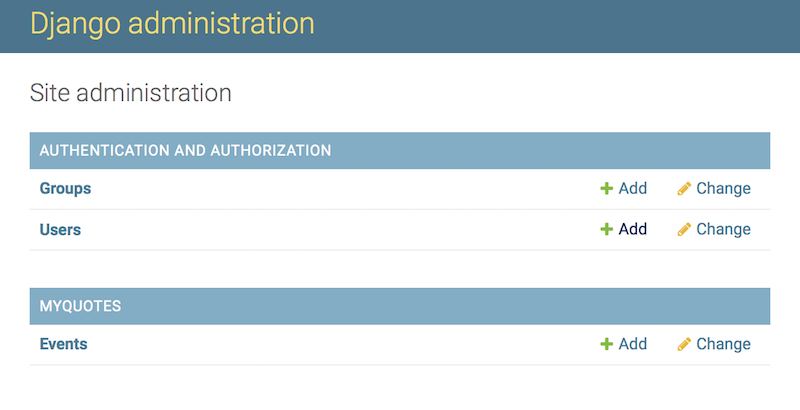 Django administration
Site administration
AUTHENTICATION AND AUTHORIZATION
Groups Add Change
Users Add Change
MYQUOTES
Events Add Change